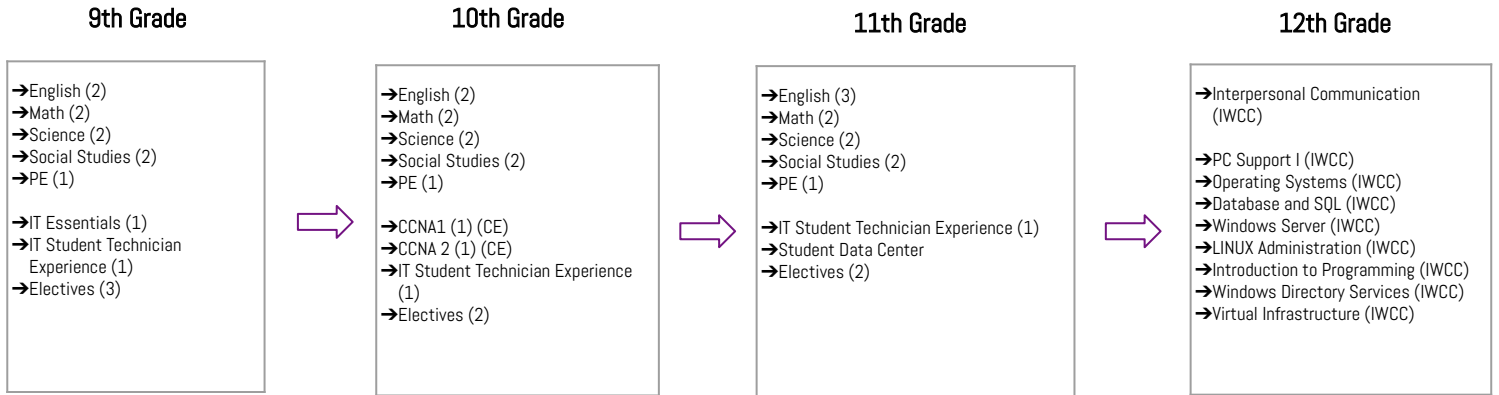 9th Grade
➔English (2)
➔Math (2)
➔Science (2)
➔Social Studies (2)
➔PE (1)
➔IT Essentials (1)
➔IT Student Technician
Experience (1)
➔Electives (3)
10th Grade
➔English (2)
➔Math (2)
➔Science (2)
➔Social Studies (2)
➔PE (1)
➔CCNA1 (1) (CE)
➔CCNA 2 (1) (CE)
➔IT Student Technician Experience
(1)
➔Electives (2)
11th Grade
➔English (3)
➔Math (2)
➔Science (2)
➔Social Studies (2)
➔PE (1)
➔IT Student Technician Experience (1)
➔Student Data Center
➔Electives (2)
12th Grade
➔Interpersonal Communication
(IWCC)
➔PC Support I (IWCC)
➔Operating Systems (IWCC)
➔Database and SQL (IWCC)
➔Windows Server (IWCC)
➔LINUX Administration (IWCC)
➔Introduction to Programming (IWCC)
➔Windows Directory Services (IWCC)
➔Virtual Infrastructure (IWCC)